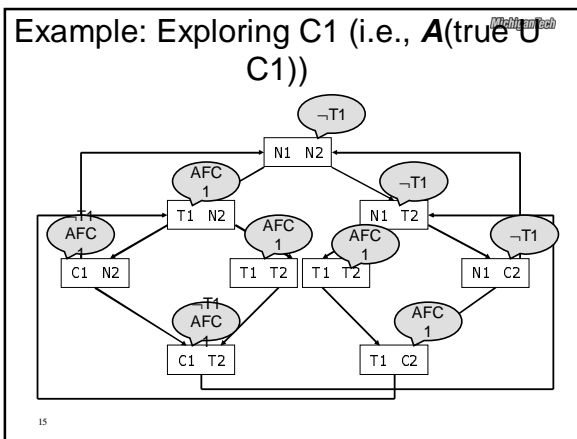 Example: Exploring C1 (i.e., A(true U
C1))
MichiganTech
¬T1
N1 N2
AFC
1
¬T1
T1 N2
N1 T2
¬T1
AFC
1
AFC
1
AFC
1
¬T1
C1 N2
T1 T2
T1 T2
N1 C2
¬T1
AFC
1
AFC
1
C1 T2
T1 C2
15